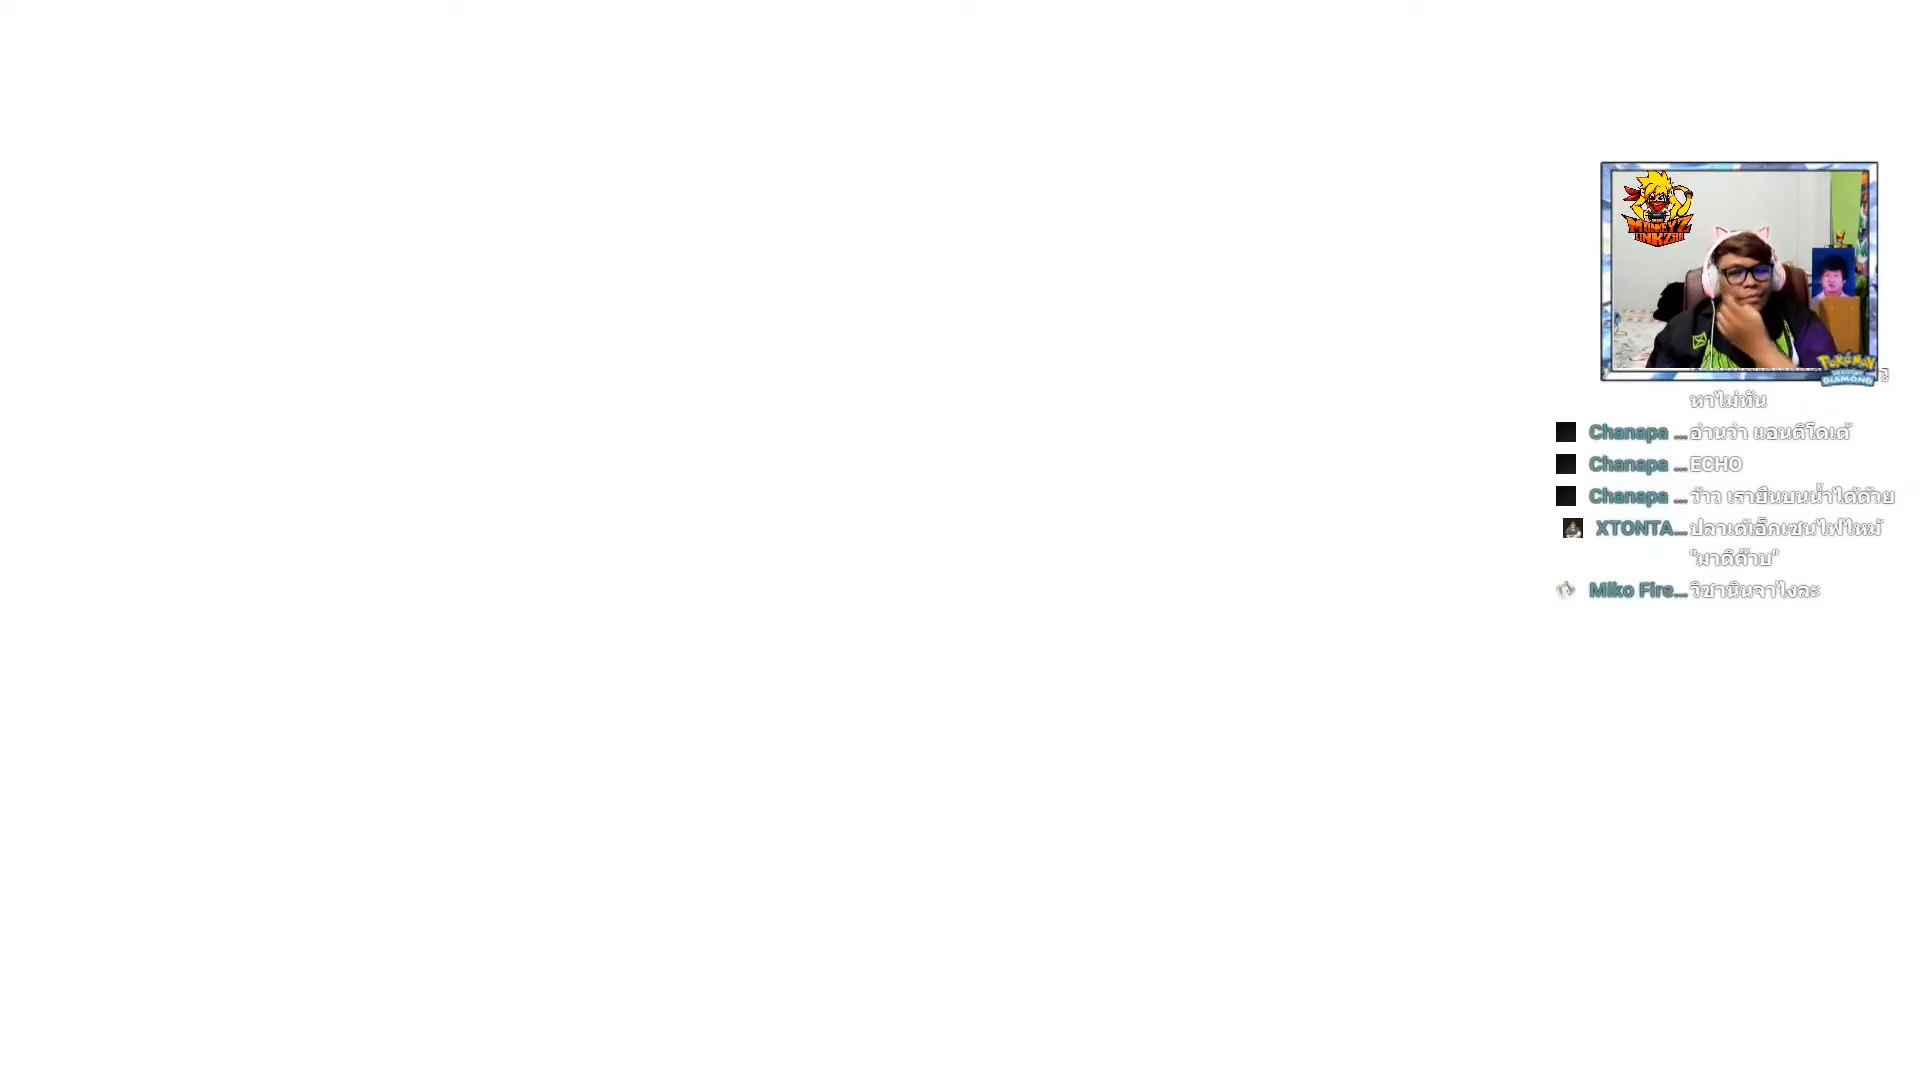 MONKEYZ
POKéMON
DIAMOND
หาไม่ทัน
Chanapa ... อ่านว่า แอนตี้โดเต้
Chanapa ... ECHO
Chanapa ... ว้าว เรายืนบนน้ำได้ด้วย
XTONTA... ปลาเต้เอ็กเซนไฟไหม้
"มาดิค๊าบ"
Miko Fire... วิชานินจาไงละ